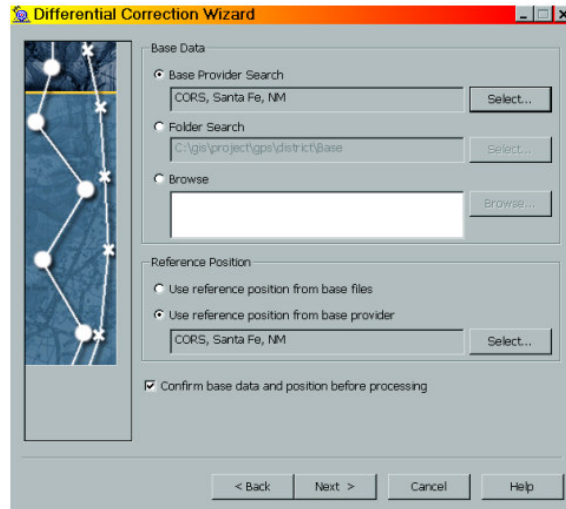 Differential Correction Wizard
Base Data
Base Provider Search
CORS, Santa Fe, NM
Select...
Folder Search
C:\gis\project\gps\district\Base
Select...
Browse
Browse...
Reference Position
Use reference position from base files
Use reference position from base provider
CORS, Santa Fe, NM
Select...
Confirm base data and position before processing
< Back
Next >
Cancel
Help